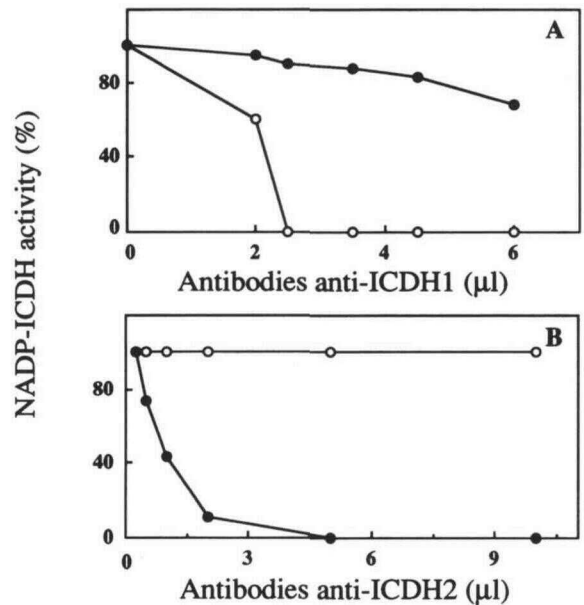 NADP-ICDH activity (%)
A
80
40
0
0 2 4 6
Antibodies anti-ICDH1 (μl)
B
80
40
0
0 3 6 9
Antibodies anti-ICDH2 (μl)